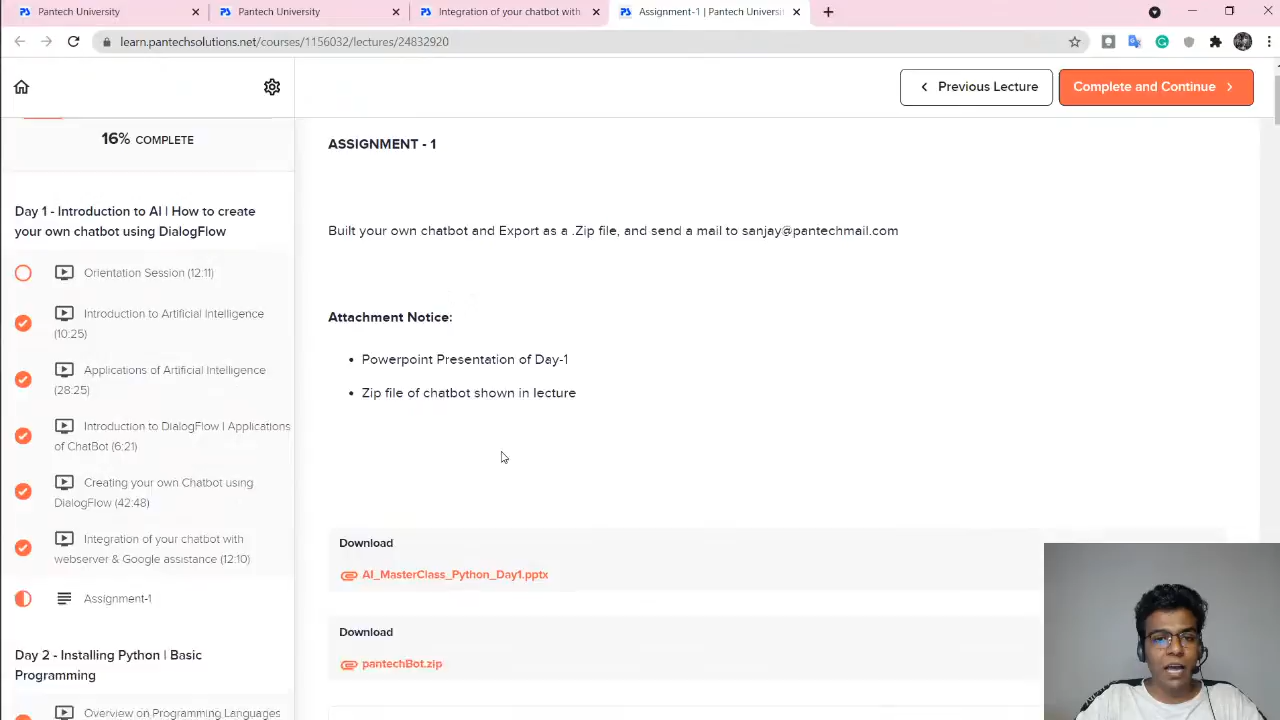 Pantech University
Pantech University
Integration of your chatbot with
Assignment-1 | Pantech Universi
learn.pantechsolutions.net/courses/1156032/lectures/24832920
Previous Lecture
Complete and Continue
16% COMPLETE
Day 1 - Introduction to AI | How to create
your own chatbot using DialogFlow
Orientation Session (12:11)
Introduction to Artificial Intelligence
(10:25)
Applications of Artificial Intelligence
(28:25)
Introduction to DialogFlow | Applications
of ChatBot (6:21)
Creating your own Chatbot using
DialogFlow (42:48)
Integration of your chatbot with
webserver & Google assistance (12:10)
Assignment-1
Day 2 - Installing Python | Basic
Programming
Overview on Programming Languages
ASSIGNMENT - 1
Built your own chatbot and Export as a .Zip file, and send a mail to sanjay@pantechmail.com
Attachment Notice:
• Powerpoint Presentation of Day-1
• Zip file of chatbot shown in lecture
Download
AI_MasterClass_Python_Day1.pptx
Download
pantechBot.zip